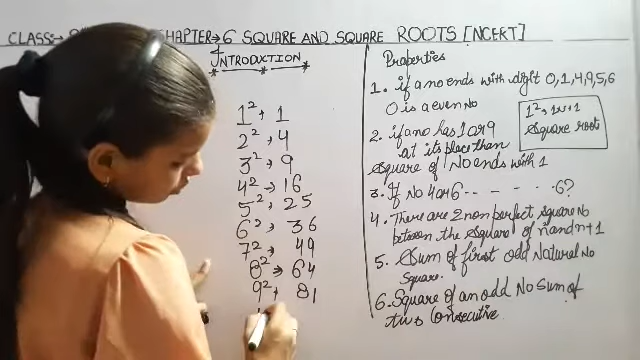 CLASS:- CHAPTER→ 6 SQUARE AND SQUARE ROOTS [NCERT]
INTRODUCTION
1² → 1
2² → 4
3² → 9
4² → 16
5² → 25
6² → 36
7² → 49
8² → 64
9² → 81
Properties
1. if a no ends with digit 0,1,4,9,5,6
0 is a even No
1² →
Square root
2. if a no has 1 or 9
at its place than
square of 1 No ends with 1
3. If No 4 or 6 - - - - - . 6?
4. There are 2 non perfect square No
between the square of n and n+1
5. Sum of first odd Natural No
Square.
6. Square of an odd No Sum of
two consecutive